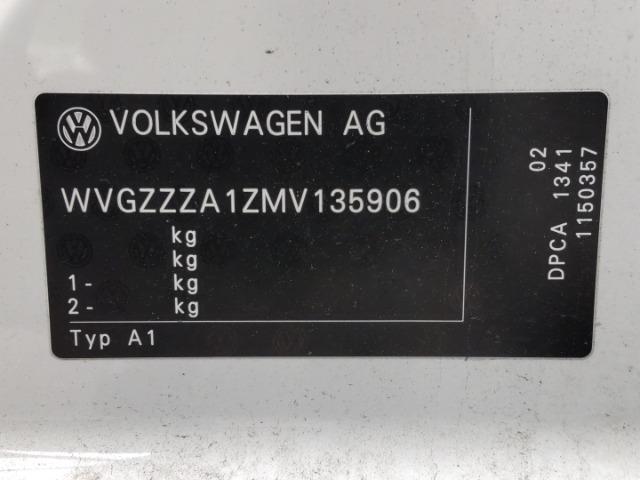 VOLKSWAGEN AG
WVGZZZA1ZMV135906
kg
kg
1- kg
2- kg
Typ A1
02
DPCA 1341
1150357